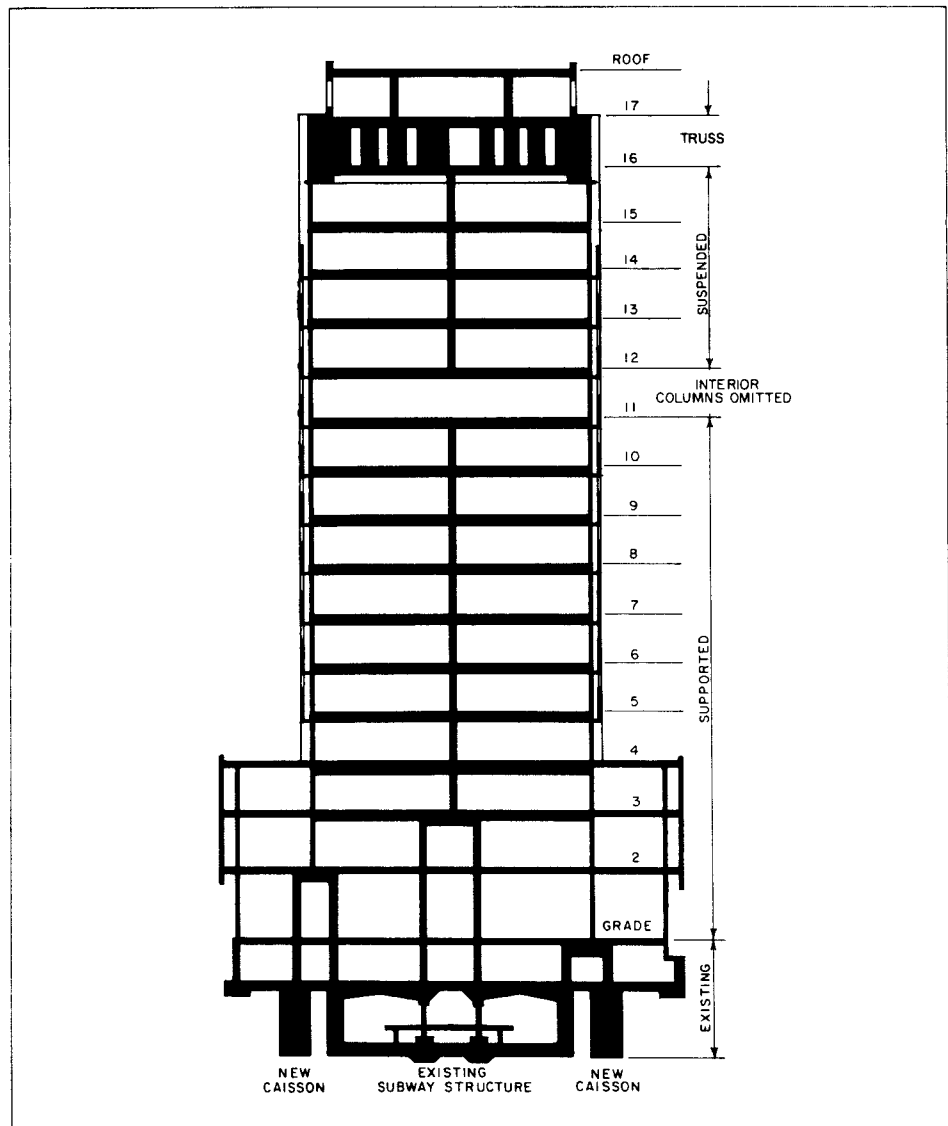 ROOF
17
TRUSS
16
15
14
SUSPENDED
13
12
INTERIOR
COLUMNS OMITTED
11
10
9
8
7
6
SUPPORTED
5
4
3
2
GRADE
EXISTING
NEW
CAISSON
EXISTING
SUBWAY STRUCTURE
NEW
CAISSON